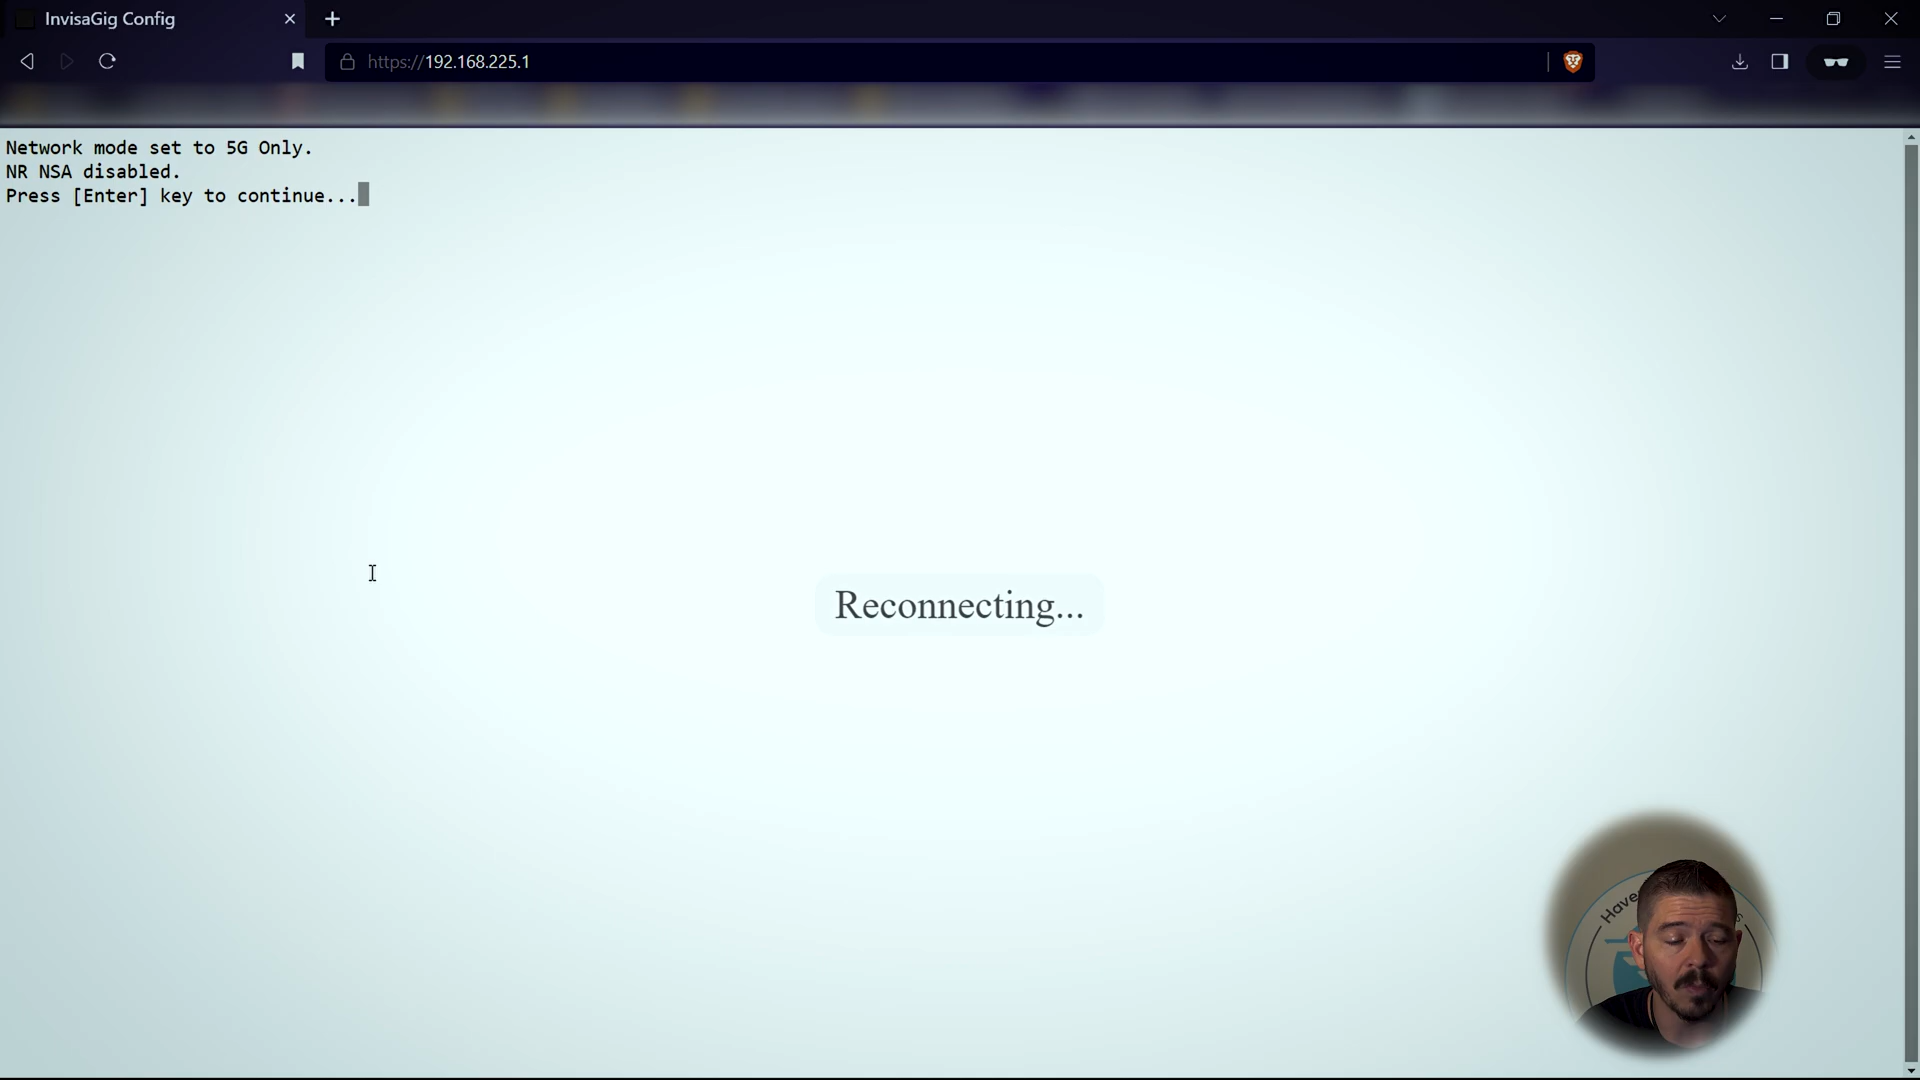 InvisaGig Config
https://192.168.225.1
Network mode set to 5G Only.
NR NSA disabled.
Press [Enter] key to continue...
Reconnecting...
Have
s